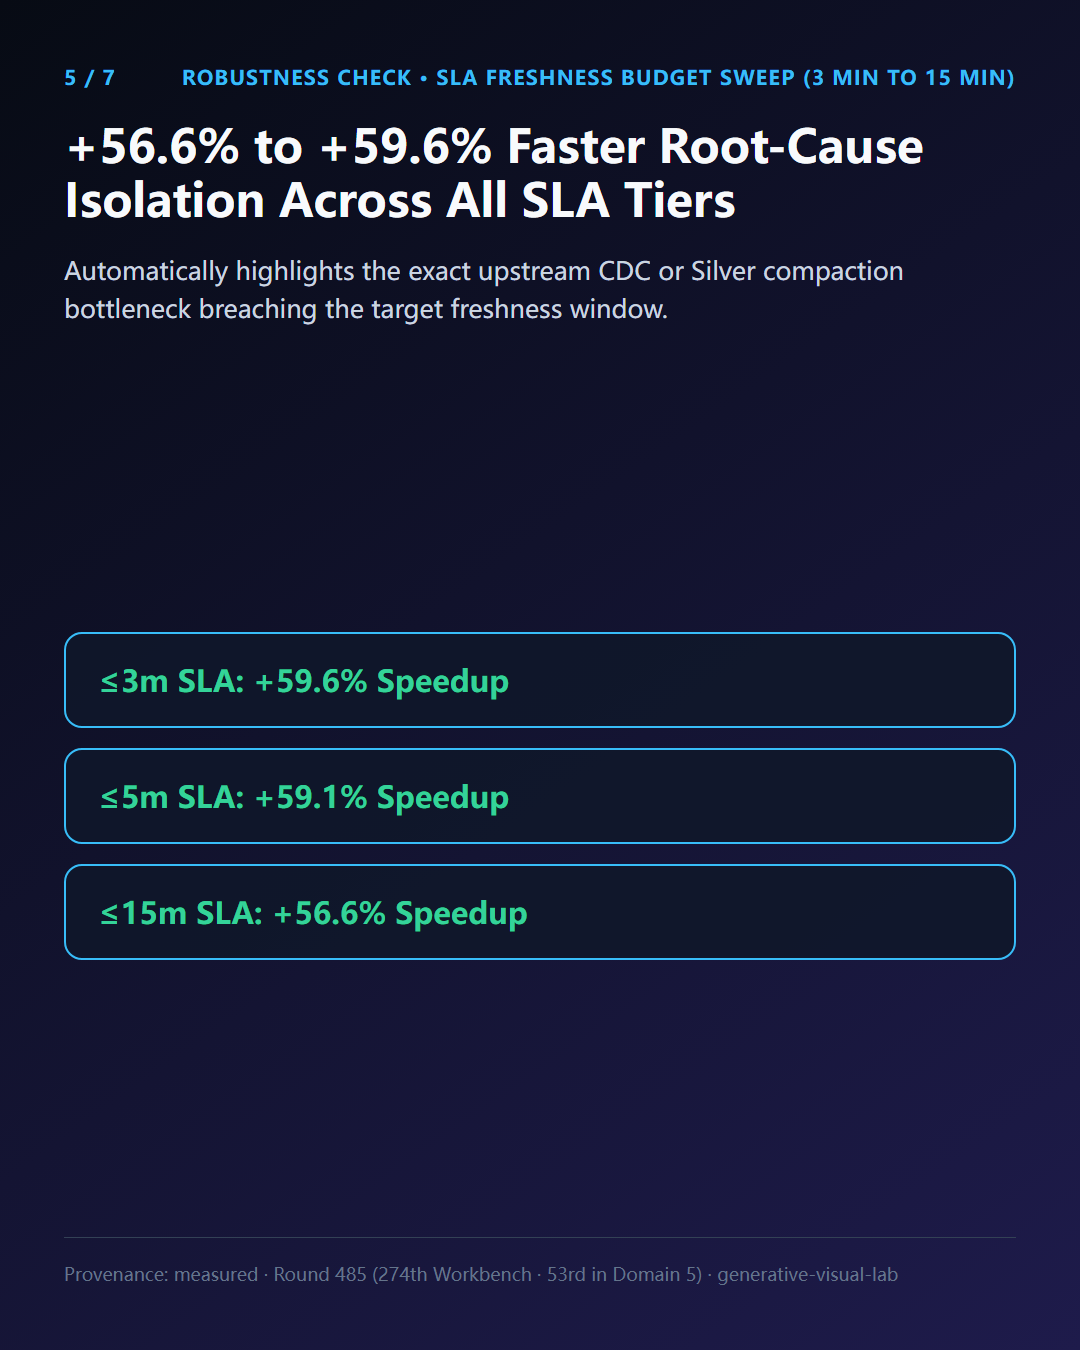 5 / 7
ROBUSTNESS CHECK • SLA FRESHNESS BUDGET SWEEP (3 MIN TO 15 MIN)
+56.6% to +59.6% Faster Root-Cause
Isolation Across All SLA Tiers
Automatically highlights the exact upstream CDC or Silver compaction
bottleneck breaching the target freshness window.
≤3m SLA: +59.6% Speedup
≤5m SLA: +59.1% Speedup
≤15m SLA: +56.6% Speedup
Provenance: measured · Round 485 (274th Workbench · 53rd in Domain 5) · generative-visual-lab